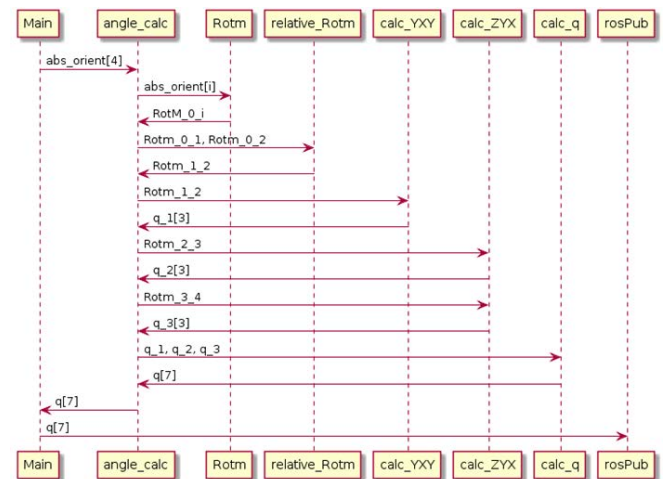 Main angle_calc Rotm relative_Rotm calc_YXY calc_ZYX calc_q rosPub
abs_orient[4]
abs_orient[i]
RotM_0_i
Rotm_0_1, Rotm_0_2
Rotm_1_2
Rotm_1_2
q_1[3]
Rotm_2_3
q_2[3]
Rotm_3_4
q_3[3]
q_1, q_2, q_3
q[7]
q[7]
q[7]
Main angle_calc Rotm relative_Rotm calc_YXY calc_ZYX calc_q rosPub